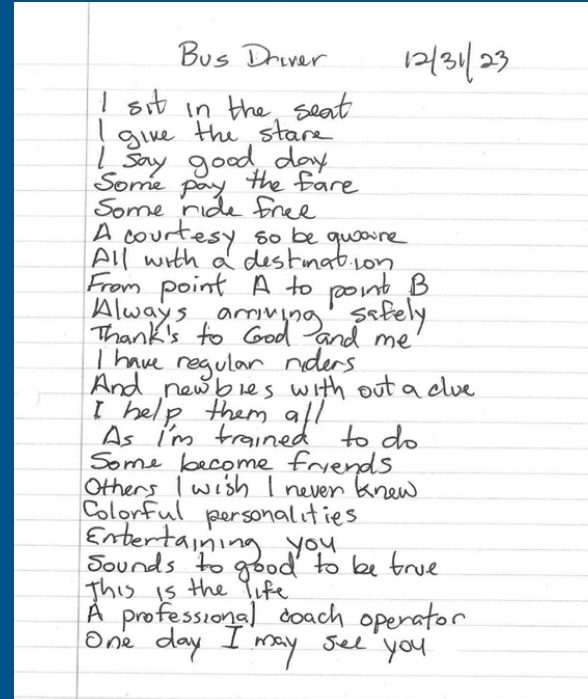 Bus Driver 12/31/23
I sit in the seat
I give the stare
I say good day
Some pay the fare
Some ride free
A courtesy so be
All with a destination
From point A to point B
Always arriving safely
Thank's to God and me
I have regular riders
And newbies with out a clue
I help them all
As I'm trained to do
Some become friends
Others I wish I never knew
Colorful personalities
Entertaining you
Sounds to good to be true
This is the life
A professional coach operator
One day I may see you